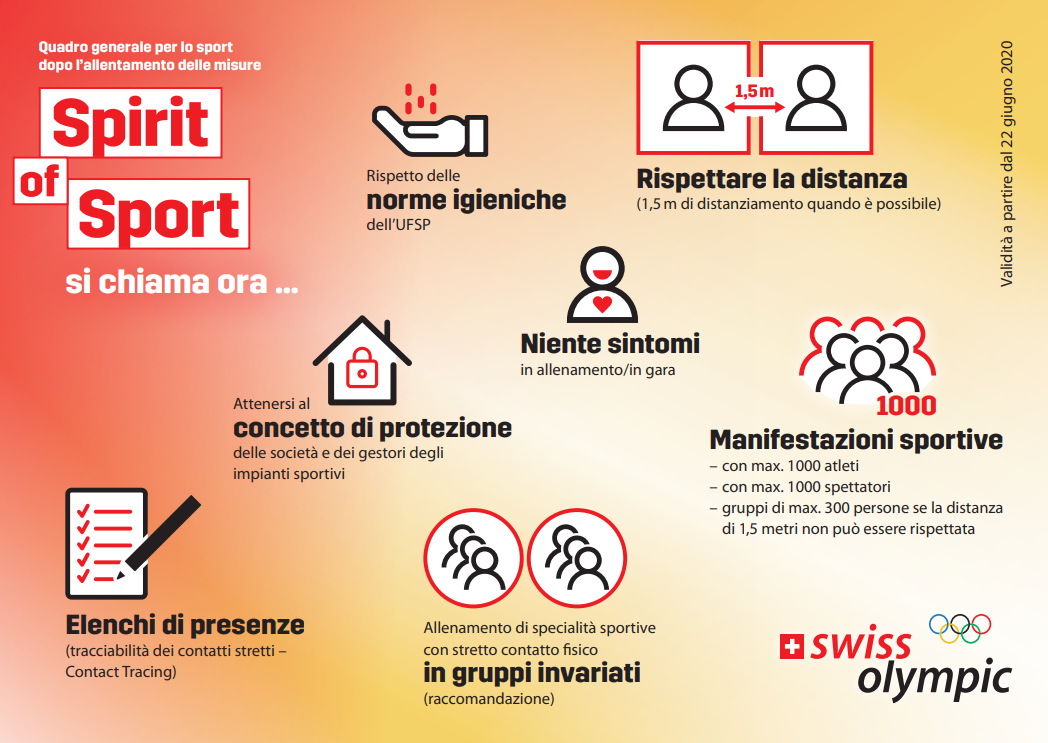 Quadro generale per lo sport
dopo l'allentamento delle misure
Spirit
of
Sport
si chiama ora ...
Rispetto delle
norme igieniche
dell'UFSP
1,5 m
Rispettare la distanza
(1,5 m di distanziamento quando è possibile)
Validità a partire dal 22 giugno 2020
Niente sintomi
in allenamento/in gara
Attenersi al
concetto di protezione
delle società e dei gestori degli
impianti sportivi
1000
Manifestazioni sportive
– con max. 1000 atleti
– con max. 1000 spettatori
– gruppi di max. 300 persone se la distanza
di 1,5 metri non può essere rispettata
Elenchi di presenze
(tracciabilità dei contatti stretti –
Contact Tracing)
Allenamento di specialità sportive
con stretto contatto fisico
in gruppi invariati
(raccomandazione)
swiss
olympic